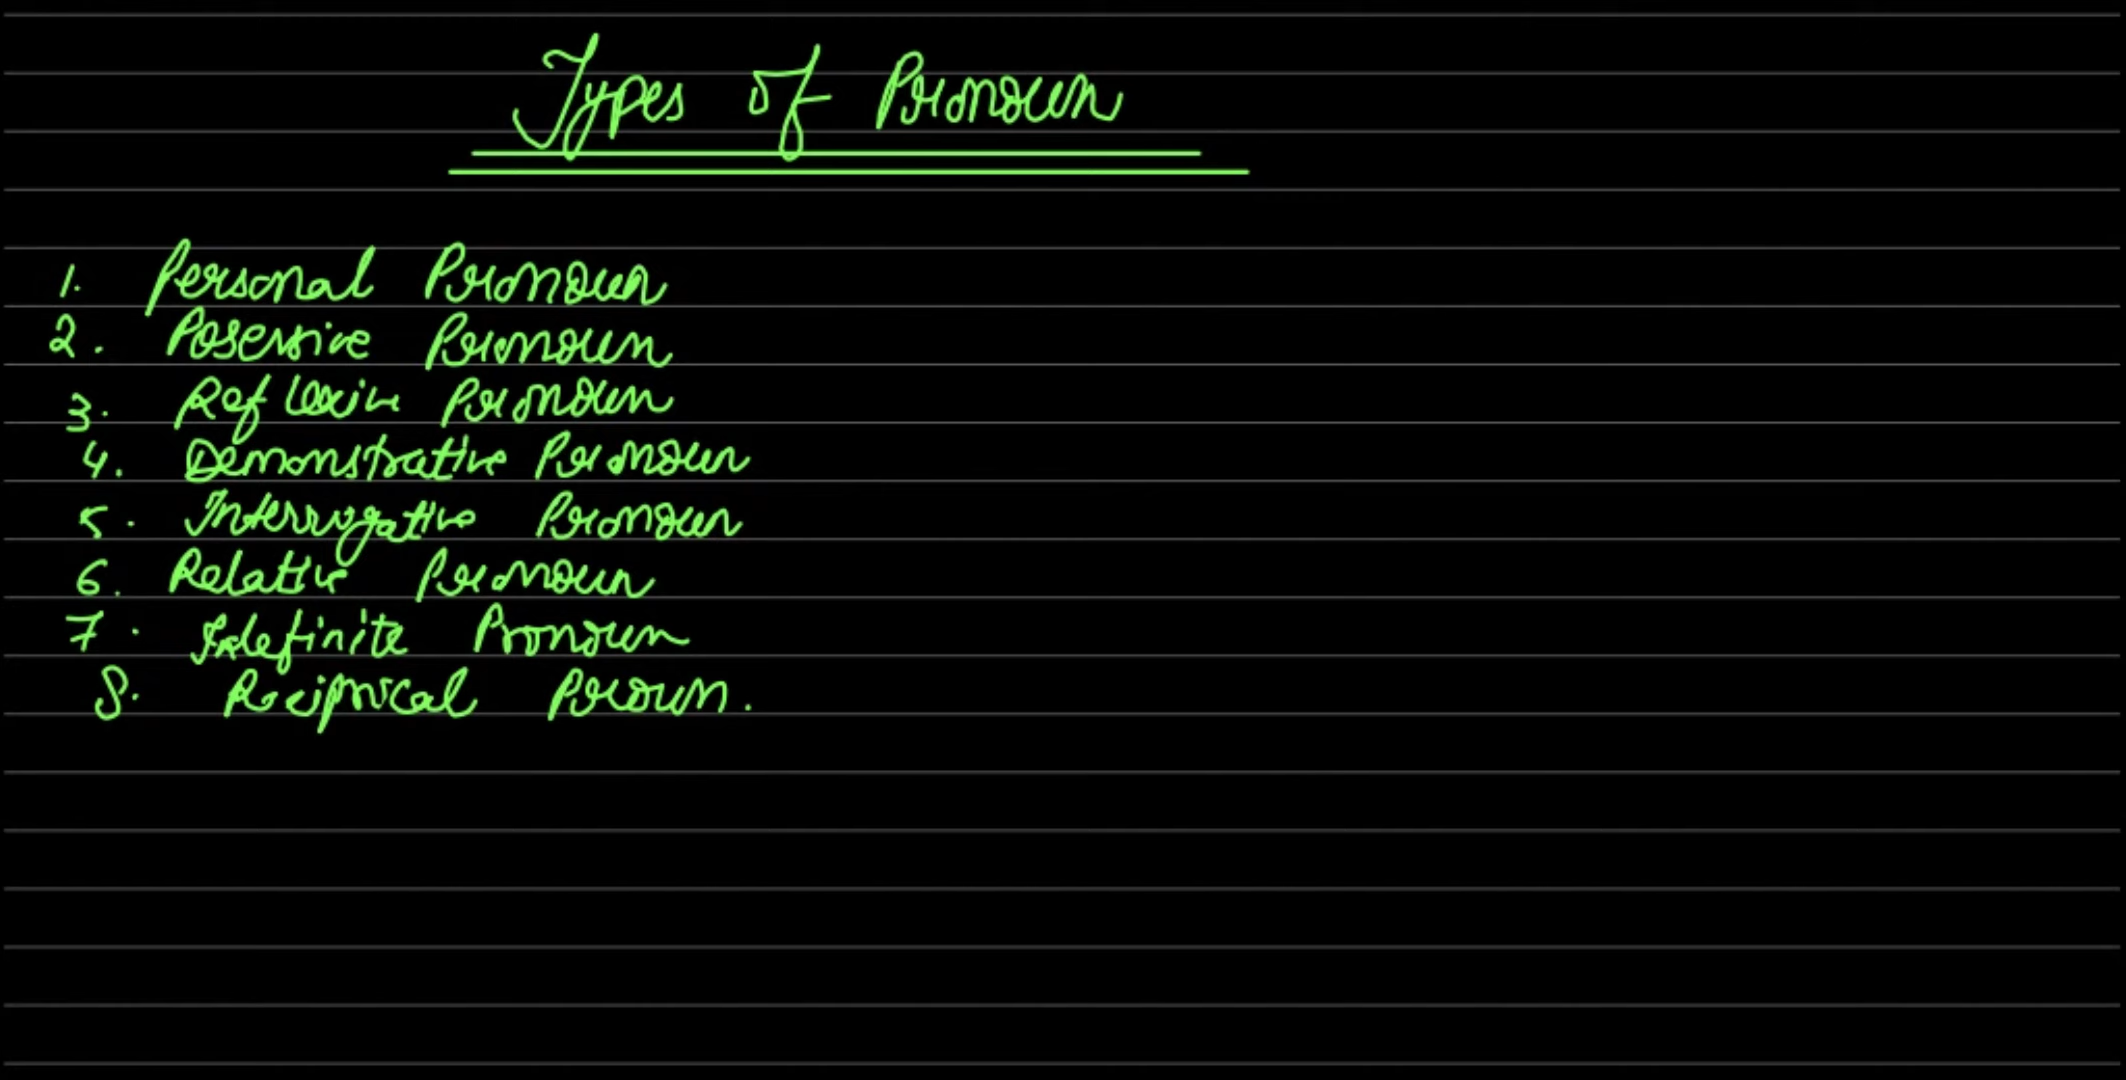 Types of Pronoun
1. Personal Pronoun
2. Posessive Pronoun
3. Reflexive Pronoun
4. Demonstrative Pronoun
5. Interrogative Pronoun
6. Relative Pronoun
7. Indefinite Pronoun
8. Reciprocal Pronoun.